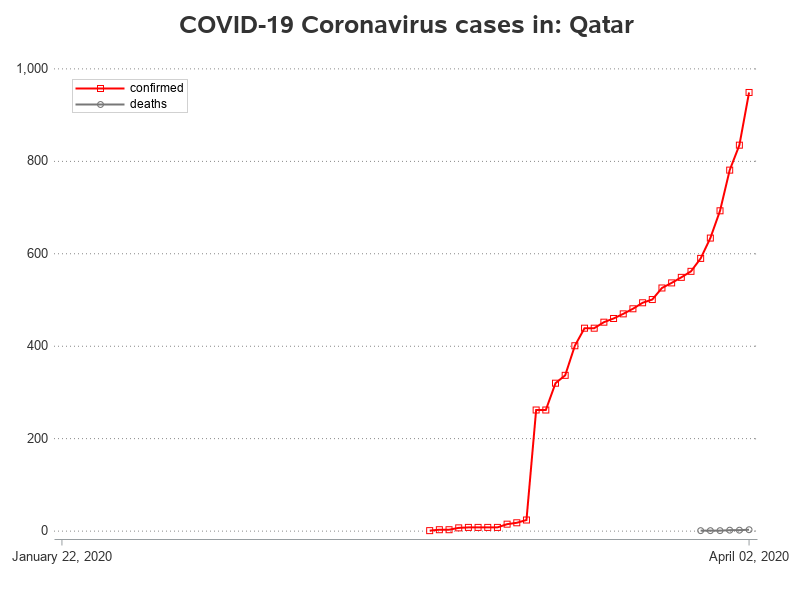 COVID-19 Coronavirus cases in: Qatar
1,000
confirmed
deaths
800
600
400
200
0
January 22, 2020
April 02, 2020